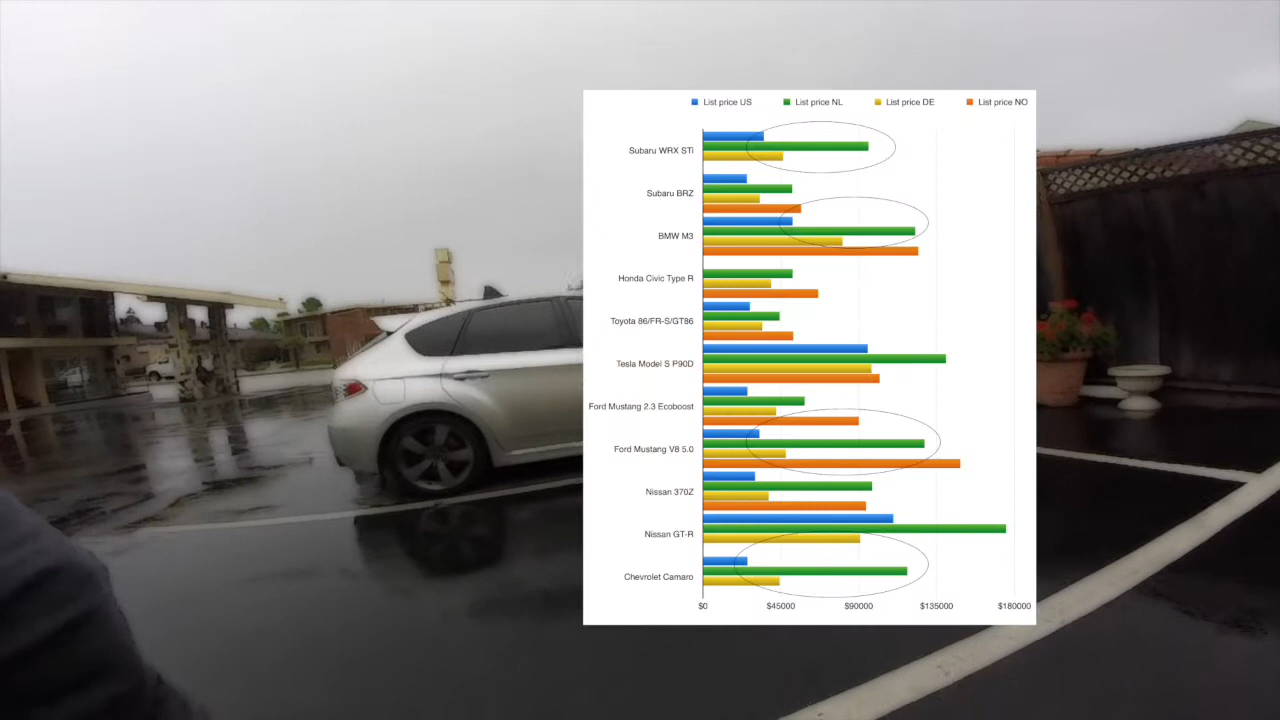 List price US List price NL List price DE List price NO
Subaru WRX STi
Subaru BRZ
BMW M3
Honda Civic Type R
Toyota 86/FR-S/GT86
Tesla Model S P90D
Ford Mustang 2.3 Ecoboost
Ford Mustang V8 5.0
Nissan 370Z
Nissan GT-R
Chevrolet Camaro
$0 $45000 $90000 $135000 $180000